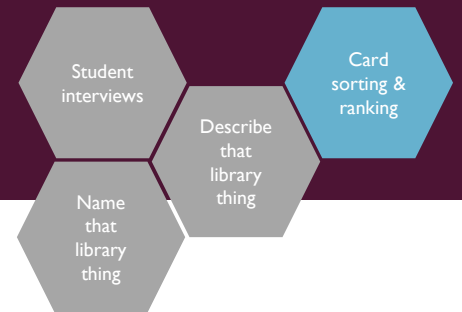 Student
interviews
Card
sorting &
ranking
Describe
that
library
thing
Name
that
library
thing